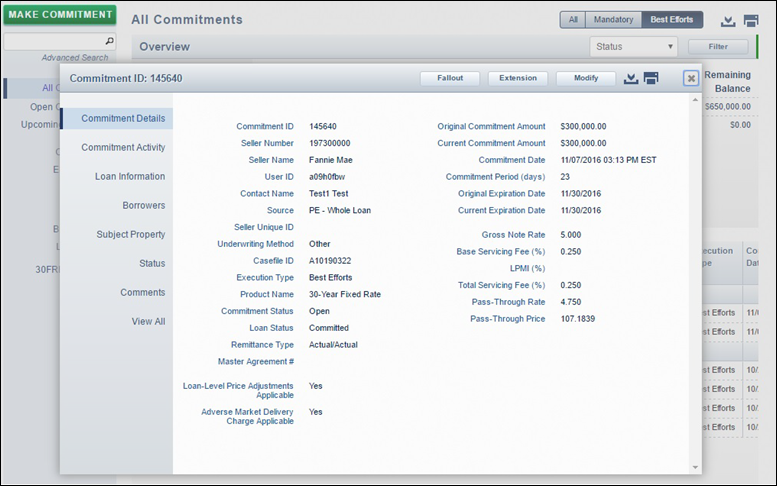 MAKE COMMITMENT
All Commitments
All Mandatory Best Efforts
Advanced Search
Overview
Status
Filter
Commitment ID: 145640
Fallout Extension Modify
Remaining
Balance
$650,000.00
$0.00
All
Open
Upcoming
30FR
Commitment Details
Commitment Activity
Loan Information
Borrowers
Subject Property
Status
Comments
View All
Commitment ID 145640
Seller Number 197300000
Seller Name Fannie Mae
User ID a09h0fbw
Contact Name Test1 Test
Source PE - Whole Loan
Seller Unique ID
Underwriting Method Other
Casefile ID A10190322
Execution Type Best Efforts
Product Name 30-Year Fixed Rate
Commitment Status Open
Loan Status Committed
Remittance Type Actual/Actual
Master Agreement #
Loan-Level Price Adjustments
Applicable Yes
Adverse Market Delivery
Charge Applicable Yes
Original Commitment Amount $300,000.00
Current Commitment Amount $300,000.00
Commitment Date 11/07/2016 03:13 PM EST
Commitment Period (days) 23
Original Expiration Date 11/30/2016
Current Expiration Date 11/30/2016
Gross Note Rate 5.000
Base Servicing Fee (%) 0.250
LPMI (%)
Total Servicing Fee (%) 0.250
Pass-Through Rate 4.750
Pass-Through Price 107.1839
ecution Co
pe Dat
st Efforts 11/
st Efforts 11/
est Efforts 10/
est Efforts 10/
est Efforts 10/
est Efforts 10/